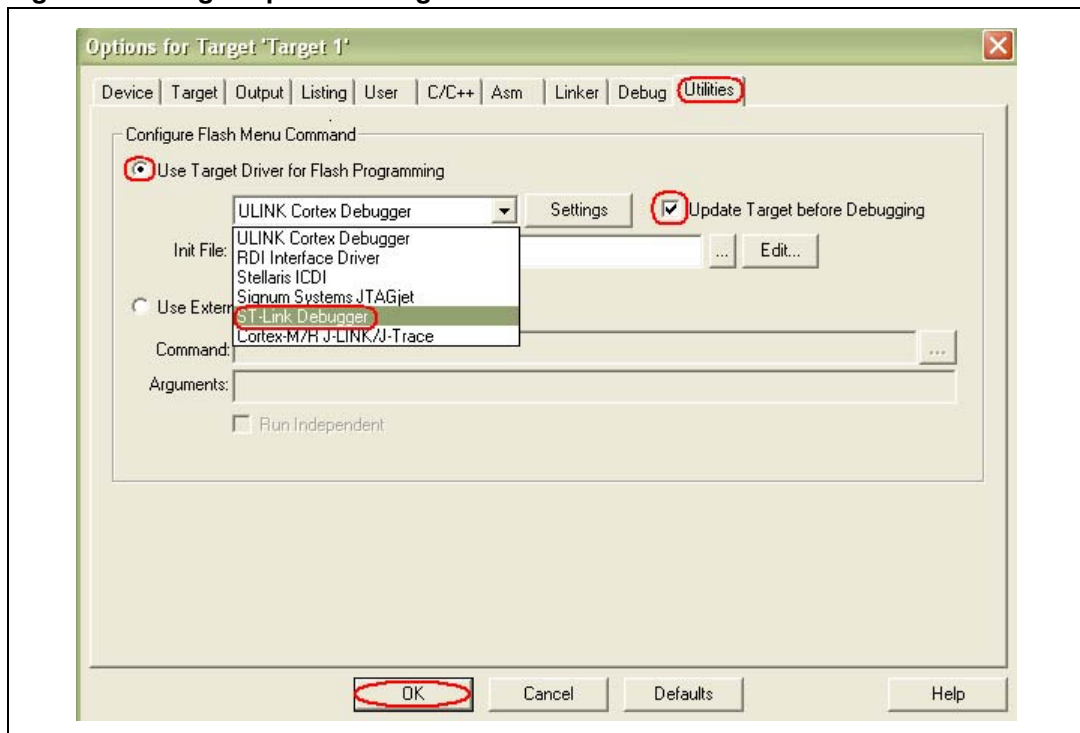 Options for Target 'Target 1'
Device Target Output Listing User C/C++ Asm Linker Debug Utilities
Configure Flash Menu Command
Use Target Driver for Flash Programming
ULINK Cortex Debugger Settings Update Target before Debugging
Init File: ... Edit...
ULINK Cortex Debugger
RDI Interface Driver
Stellaris ICDI
Signum Systems JTAGjet
ST-Link Debugger
Cortex-M/R J-LINK/J-Trace
Use Extern
Command: ...
Arguments:
Run Independent
OK Cancel Defaults Help